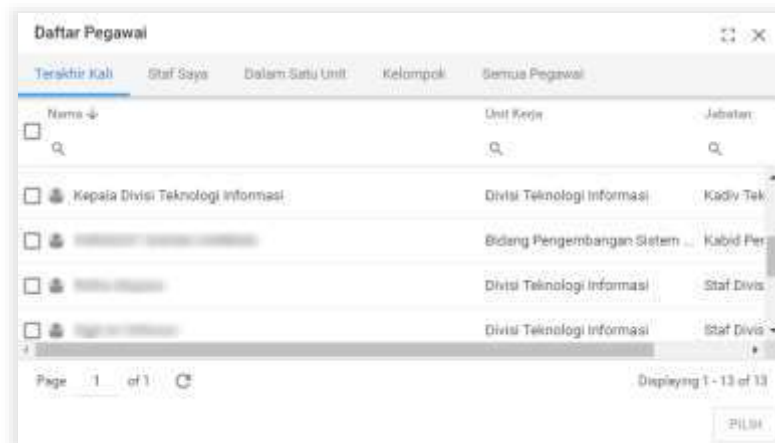 Daftar Pegawai
Terakhir Kali Staf Saya Dalam Satu Unit Kelompok Semua Pegawai
Nama Unit Kerja Jabatan
Kepala Divisi Teknologi Informasi Divisi Teknologi Informasi Kadiv Tek
Bidang Pengembangan Sistem ... Kabid Per
Divisi Teknologi Informasi Staf Divis
Divisi Teknologi Informasi Staf Divis
Page 1 of 1 Displaying 1 - 13 of 13
PILIH